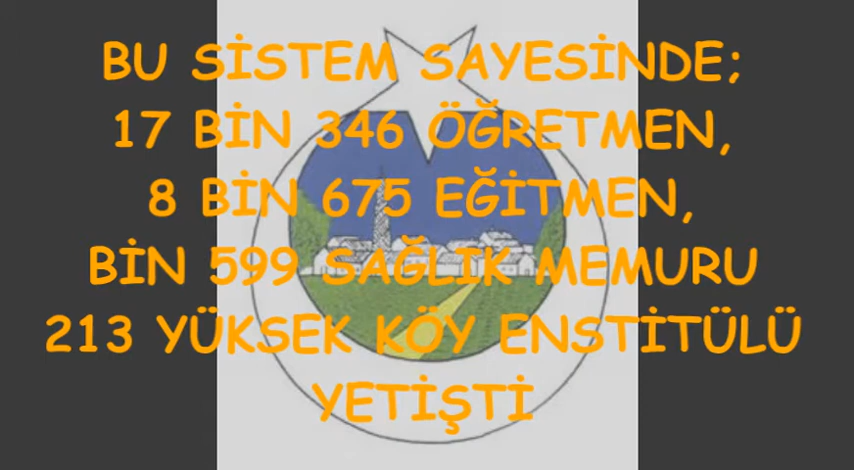 BU SİSTEM SAYESİNDE;
17 BİN 346 ÖĞRETMEN,
8 BİN 675 EĞİTMEN,
BİN 599 SAĞLIK MEMURU
213 YÜKSEK KÖY ENSTİTÜLÜ
YETİŞTİ